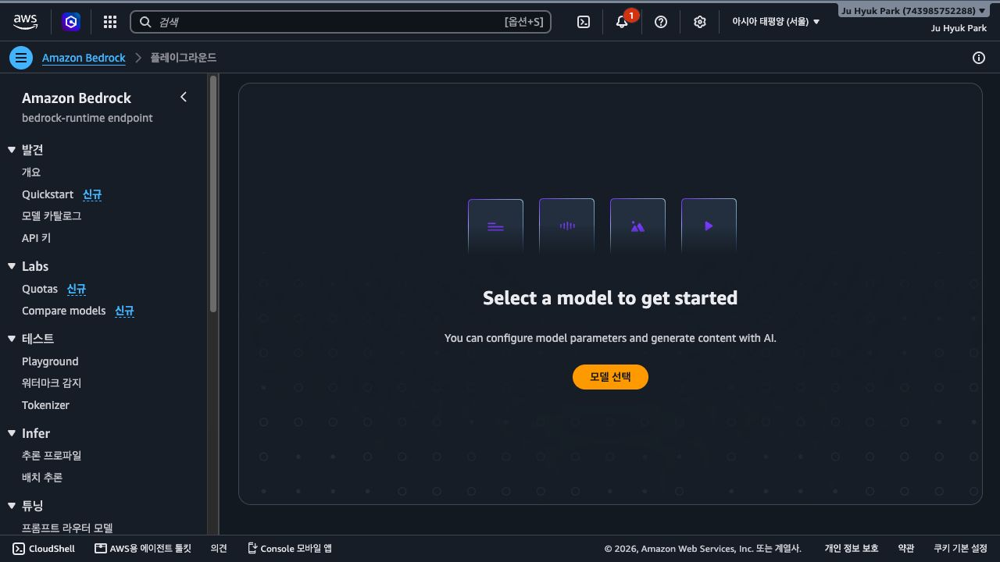 aws
검색
[옵션+S]
1
아시아 태평양 (서울)
Ju Hyuk Park (743985752288)
Ju Hyuk Park
Amazon Bedrock
플레이그라운드
Amazon Bedrock
bedrock-runtime endpoint
발견
개요
Quickstart 신규
모델 카탈로그
API 키
Labs
Quotas 신규
Compare models 신규
테스트
Playground
워터마크 감지
Tokenizer
Infer
추론 프로파일
배치 추론
튜닝
프롬프트 라우터 모델
Select a model to get started
You can configure model parameters and generate content with AI.
모델 선택
CloudShell
AWS용 에이전트 툴킷
의견
Console 모바일 앱
© 2026, Amazon Web Services, Inc. 또는 계열사.
개인 정보 보호
약관
쿠키 기본 설정